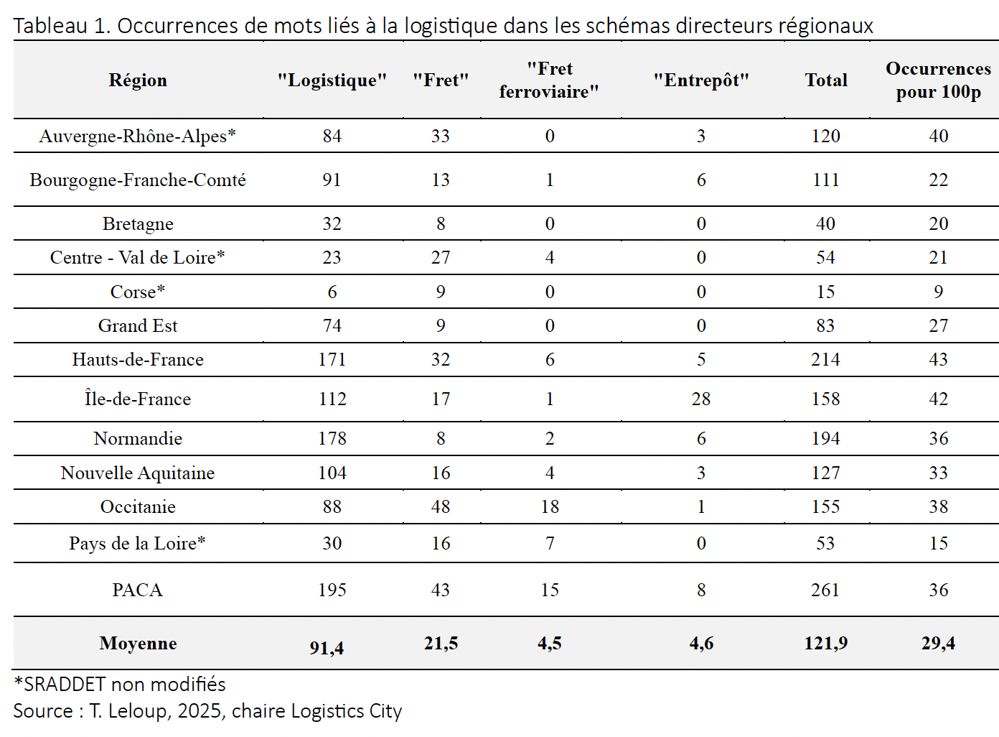 Tableau 1. Occurrences de mots liés à la logistique dans les schémas directeurs régionaux
Région "Logistique" "Fret" "Fret ferroviaire" "Entrepôt" Total Occurrences pour 100p
Auvergne-Rhône-Alpes* 84 33 0 3 120 40
Bourgogne-Franche-Comté 91 13 1 6 111 22
Bretagne 32 8 0 0 40 20
Centre - Val de Loire* 23 27 4 0 54 21
Corse* 6 9 0 0 15 9
Grand Est 74 9 0 0 83 27
Hauts-de-France 171 32 6 5 214 43
Île-de-France 112 17 1 28 158 42
Normandie 178 8 2 6 194 36
Nouvelle Aquitaine 104 16 4 3 127 33
Occitanie 88 48 18 1 155 38
Pays de la Loire* 30 16 7 0 53 15
PACA 195 43 15 8 261 36
Moyenne 91,4 21,5 4,5 4,6 121,9 29,4
*SRADDET non modifiés
Source : T. Leloup, 2025, chaire Logistics City